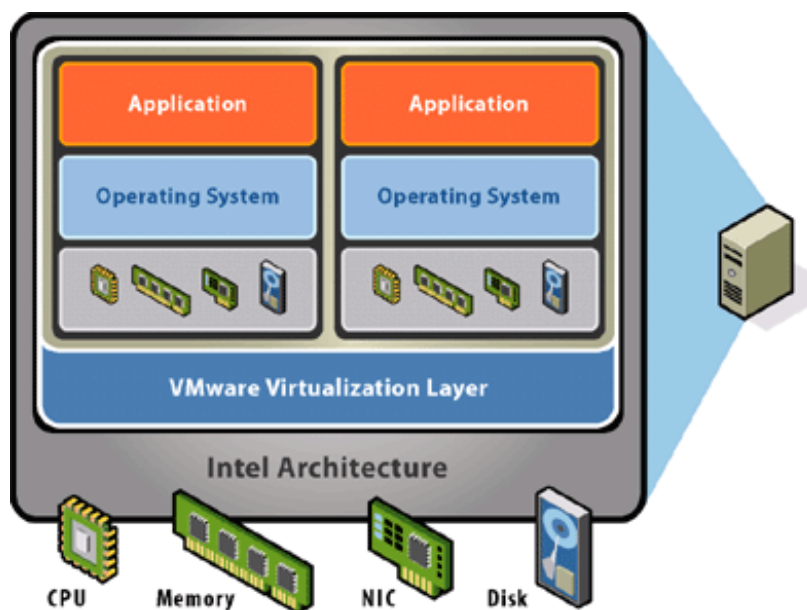 Application
Application
Operating System
Operating System
VMware Virtualization Layer
Intel Architecture
CPU
Memory
NIC
Disk